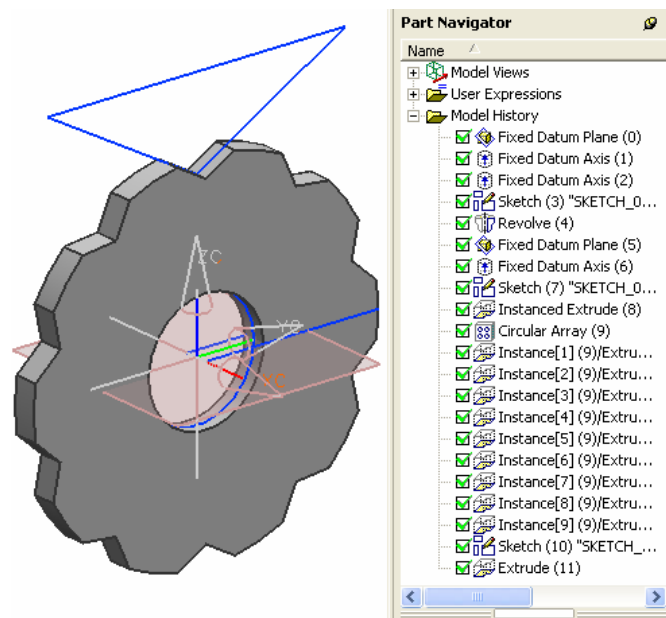 Part Navigator
Name
Model Views
User Expressions
Model History
Fixed Datum Plane (0)
Fixed Datum Axis (1)
Fixed Datum Axis (2)
Sketch (3) "SKETCH_0...
Revolve (4)
Fixed Datum Plane (5)
Fixed Datum Axis (6)
Sketch (7) "SKETCH_0...
Instanced Extrude (8)
Circular Array (9)
Instance[1] (9)/Extru...
Instance[2] (9)/Extru...
Instance[3] (9)/Extru...
Instance[4] (9)/Extru...
Instance[5] (9)/Extru...
Instance[6] (9)/Extru...
Instance[7] (9)/Extru...
Instance[8] (9)/Extru...
Instance[9] (9)/Extru...
Sketch (10) "SKETCH_...
Extrude (11)
ZC